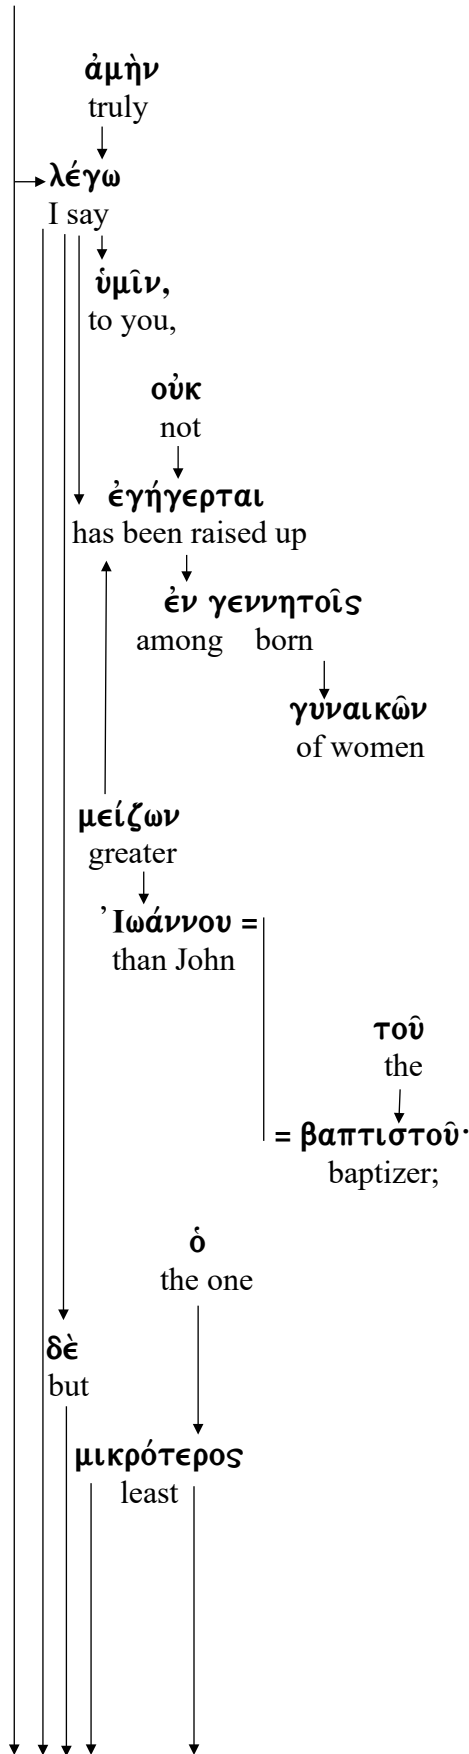 ἀμὴν
truly
λέγω
I say
ὑμῖν,
to you,
οὐκ
not
ἐγήγερται
has been raised up
ἐν γεννητοῖς
among born
γυναικῶν
of women
μείζων
greater
Ἰωάννου =
than John
τοῦ
the
= βαπτιστοῦ·
baptizer;
ὁ
the one
δὲ
but
μικρότερος
least